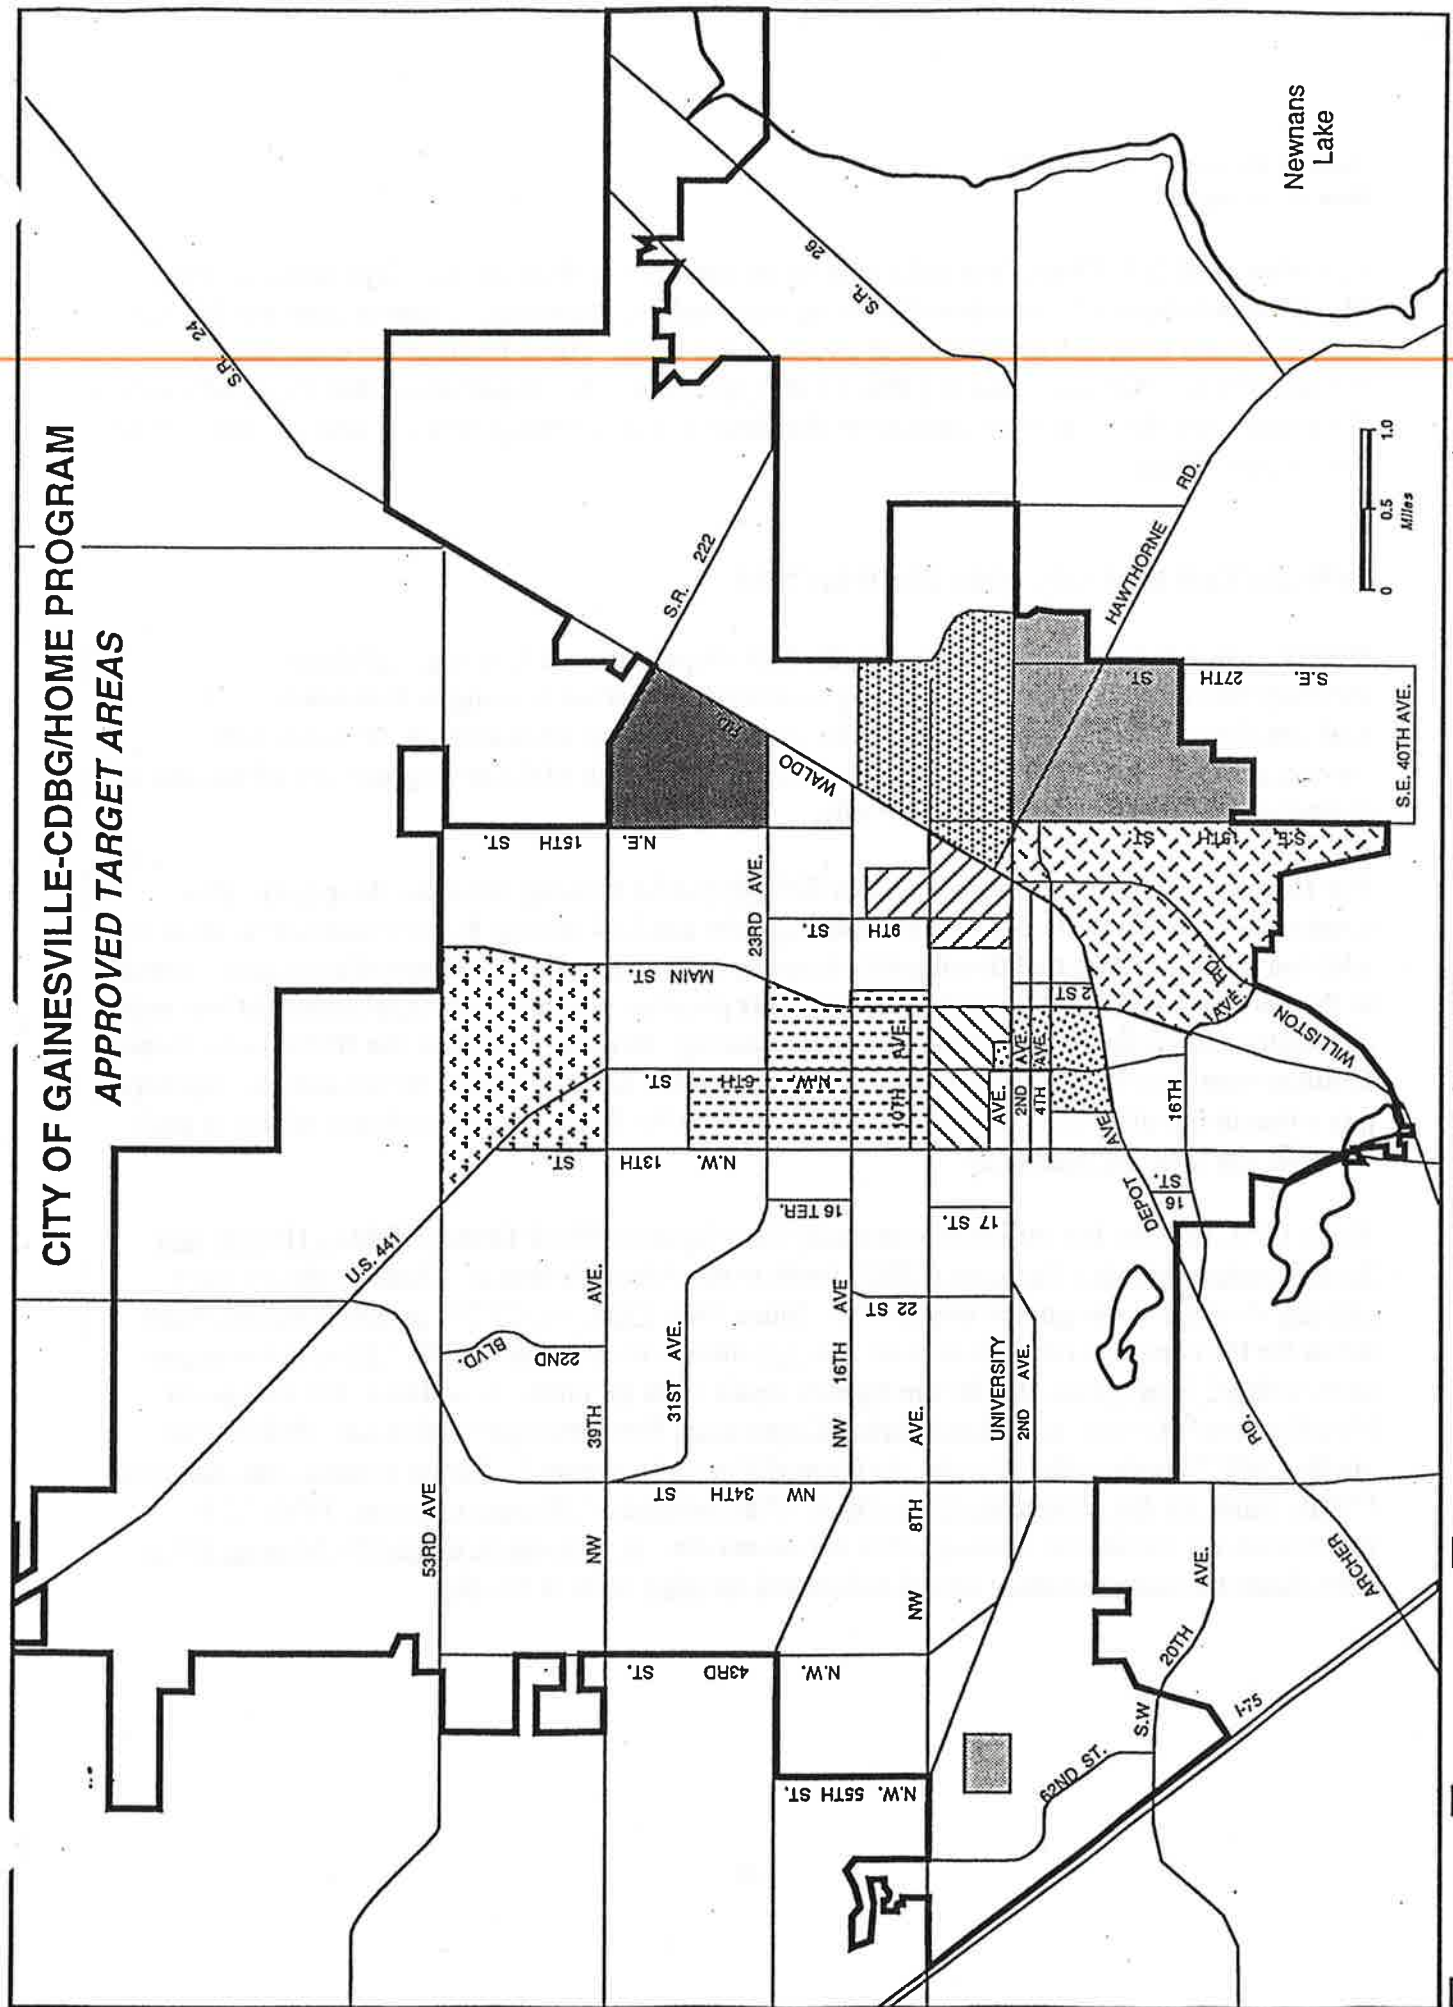 CITY OF GAINESVILLE-CDBG/HOME PROGRAM
APPROVED TARGET AREAS
S.R. 24
S.R. 26
Newnans
Lake
S.R. 222
HAWTHORNE RD.
0 0.5 1.0
Miles
WALDO RD.
S.E. 27TH ST.
S.E. 40TH AVE.
N.E. 15TH ST.
S.E. 15TH ST.
23RD AVE.
9TH ST.
MAIN ST.
2 ST
RD.
AVE.
WILLISTON
N.W. 6TH ST.
10TH AVE.
AVE.
2ND AVE.
4TH AVE.
16TH
N.W. 13TH ST.
DEPOT AVE.
16 ST.
16 TER.
17 ST.
U.S. 441
22ND BLVD.
NW 39TH AVE.
31ST AVE.
NW 16TH AVE
22 ST
UNIVERSITY
2ND AVE.
NW 8TH AVE.
NW 34TH ST
53RD AVE
ARCHER RD.
S.W 20TH AVE.
N.W. 43RD ST.
N.W. 55TH ST.
62ND ST.
I-75